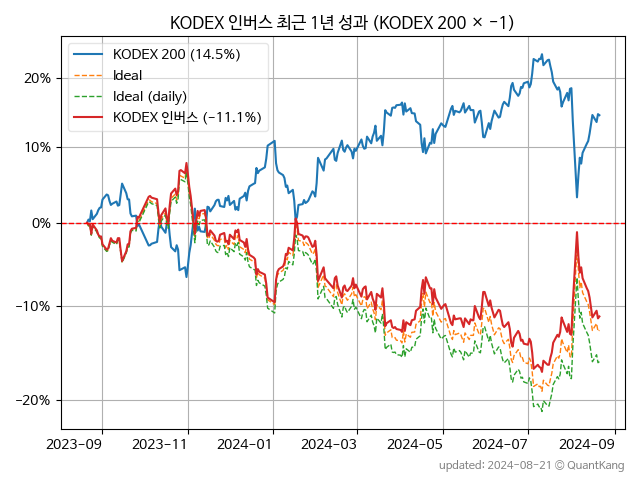 KODEX 인버스 최근 1년 성과 (KODEX 200 × −1)
KODEX 200 (14.5%)
Ideal
Ideal (daily)
KODEX 인버스 (−11.1%)
20%
10%
0%
−10%
−20%
2023-09
2023-11
2024-01
2024-03
2024-05
2024-07
2024-09
updated: 2024-08-21 © QuantKang